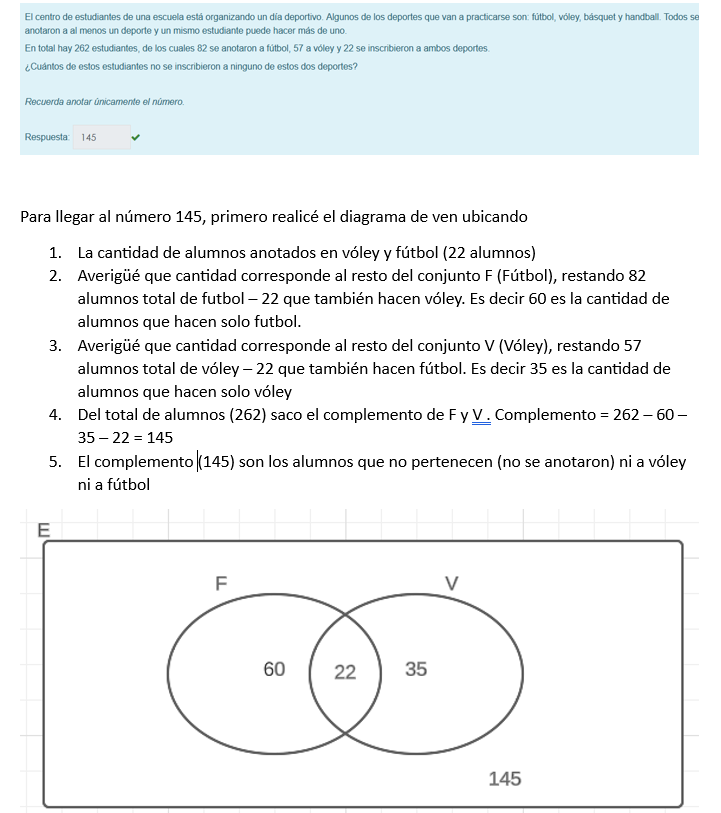 El centro de estudiantes de una escuela está organizando un día deportivo. Algunos de los deportes que van a practicarse son: fútbol, vóley, básquet y handball. Todos se
anotaron a al menos un deporte y un mismo estudiante puede hacer más de uno.
En total hay 262 estudiantes, de los cuales 82 se anotaron a fútbol, 57 a vóley y 22 se inscribieron a ambos deportes.
¿Cuántos de estos estudiantes no se inscribieron a ninguno de estos dos deportes?
Recuerda anotar únicamente el número.
Respuesta: 145
Para llegar al número 145, primero realicé el diagrama de ven ubicando
1. La cantidad de alumnos anotados en vóley y fútbol (22 alumnos)
2. Averigüé que cantidad corresponde al resto del conjunto F (Fútbol), restando 82
alumnos total de futbol – 22 que también hacen vóley. Es decir 60 es la cantidad de
alumnos que hacen solo futbol.
3. Averigüé que cantidad corresponde al resto del conjunto V (Vóley), restando 57
alumnos total de vóley – 22 que también hacen fútbol. Es decir 35 es la cantidad de
alumnos que hacen solo vóley
4. Del total de alumnos (262) saco el complemento de F y V . Complemento = 262 – 60 –
35 – 22 = 145
5. El complemento (145) son los alumnos que no pertenecen (no se anotaron) ni a vóley
ni a fútbol
E
F V
60 22 35
145